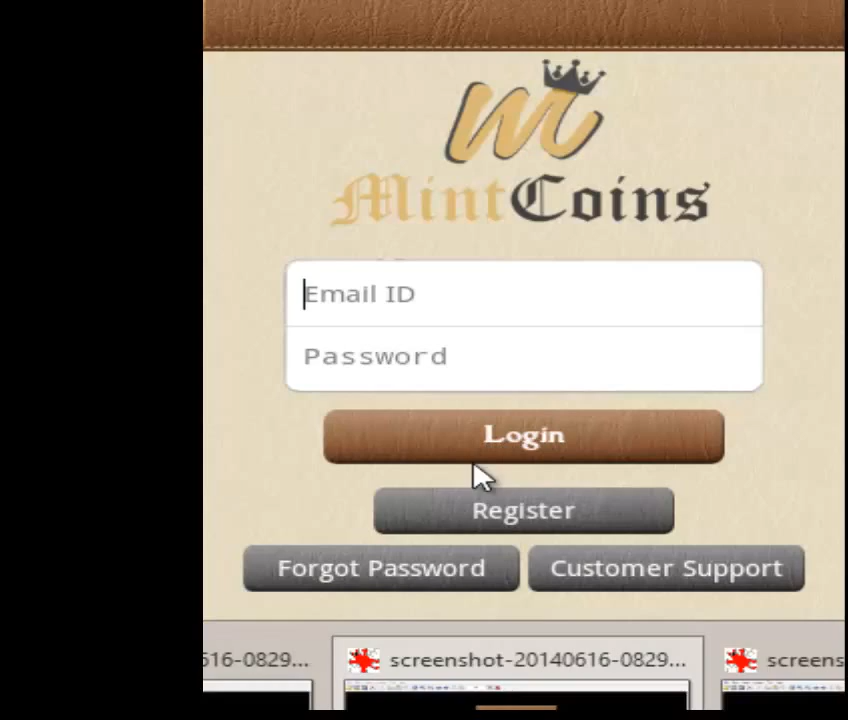 m
MintCoins
Email ID
Password
Login
Register
Forgot Password Customer Support
616-0829... screenshot-20140616-0829... screens